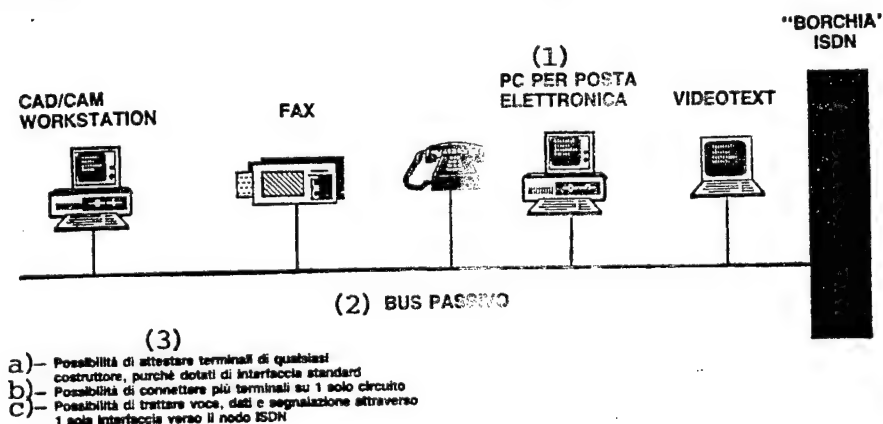 "BORCHIA"
ISDN
(1)
PC PER POSTA
ELETTRONICA
CAD/CAM
WORKSTATION
FAX
VIDEOTEXT
(2) BUS PASSIVO
(3)
a)– Possibilità di attestare terminali di qualsiasi
costruttore, purchè dotati di interfaccia standard
b)– Possibilità di connettere più terminali su 1 solo circuito
c)– Possibilità di trattare voce, dati e segnalazione attraverso
1 sola interfaccia verso il nodo ISDN